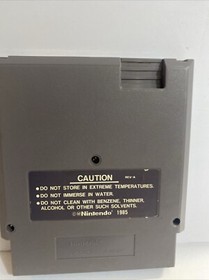 CAUTION
• DO NOT STORE IN EXTREME TEMPERATURES.
• DO NOT IMMERSE IN WATER.
• DO NOT CLEAN WITH BENZENE, THINNER,
ALCOHOL OR OTHER SUCH SOLVENTS.
©®Nintendo 1985